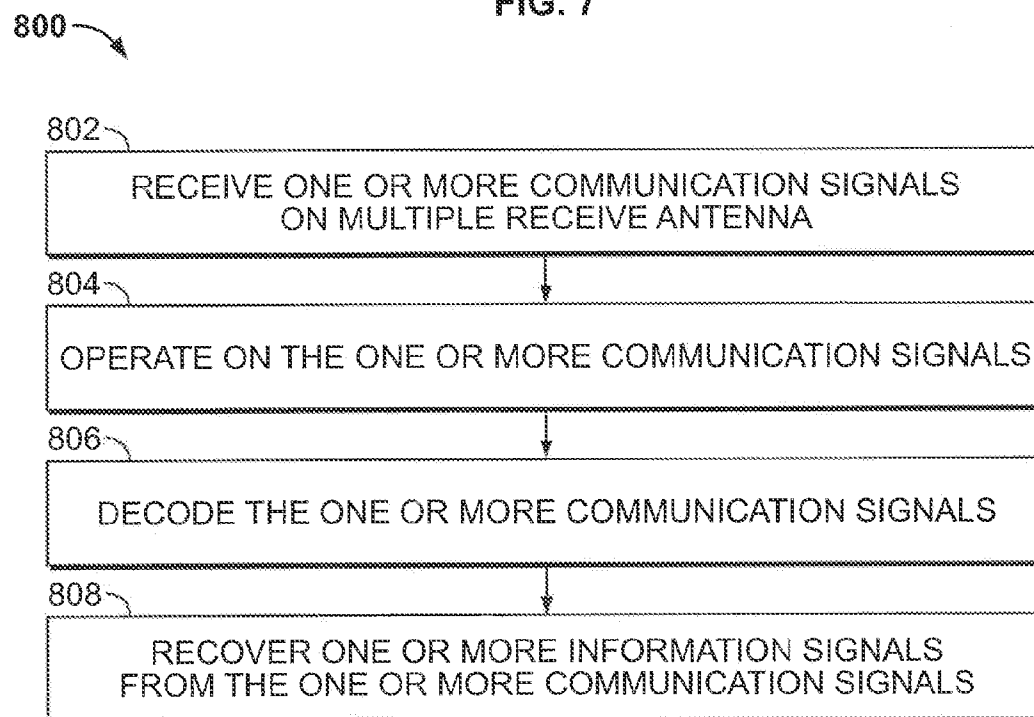 FIG. 7
800
802
RECEIVE ONE OR MORE COMMUNICATION SIGNALS
ON MULTIPLE RECEIVE ANTENNA
804
OPERATE ON THE ONE OR MORE COMMUNICATION SIGNALS
806
DECODE THE ONE OR MORE COMMUNICATION SIGNALS
808
RECOVER ONE OR MORE INFORMATION SIGNALS
FROM THE ONE OR MORE COMMUNICATION SIGNALS